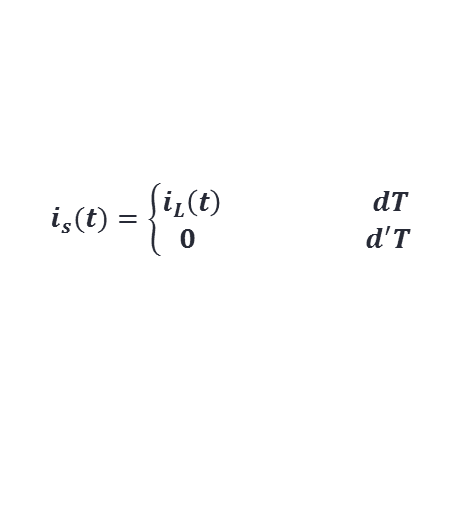 i_s(t) = { i_L(t) dT
0 d′T